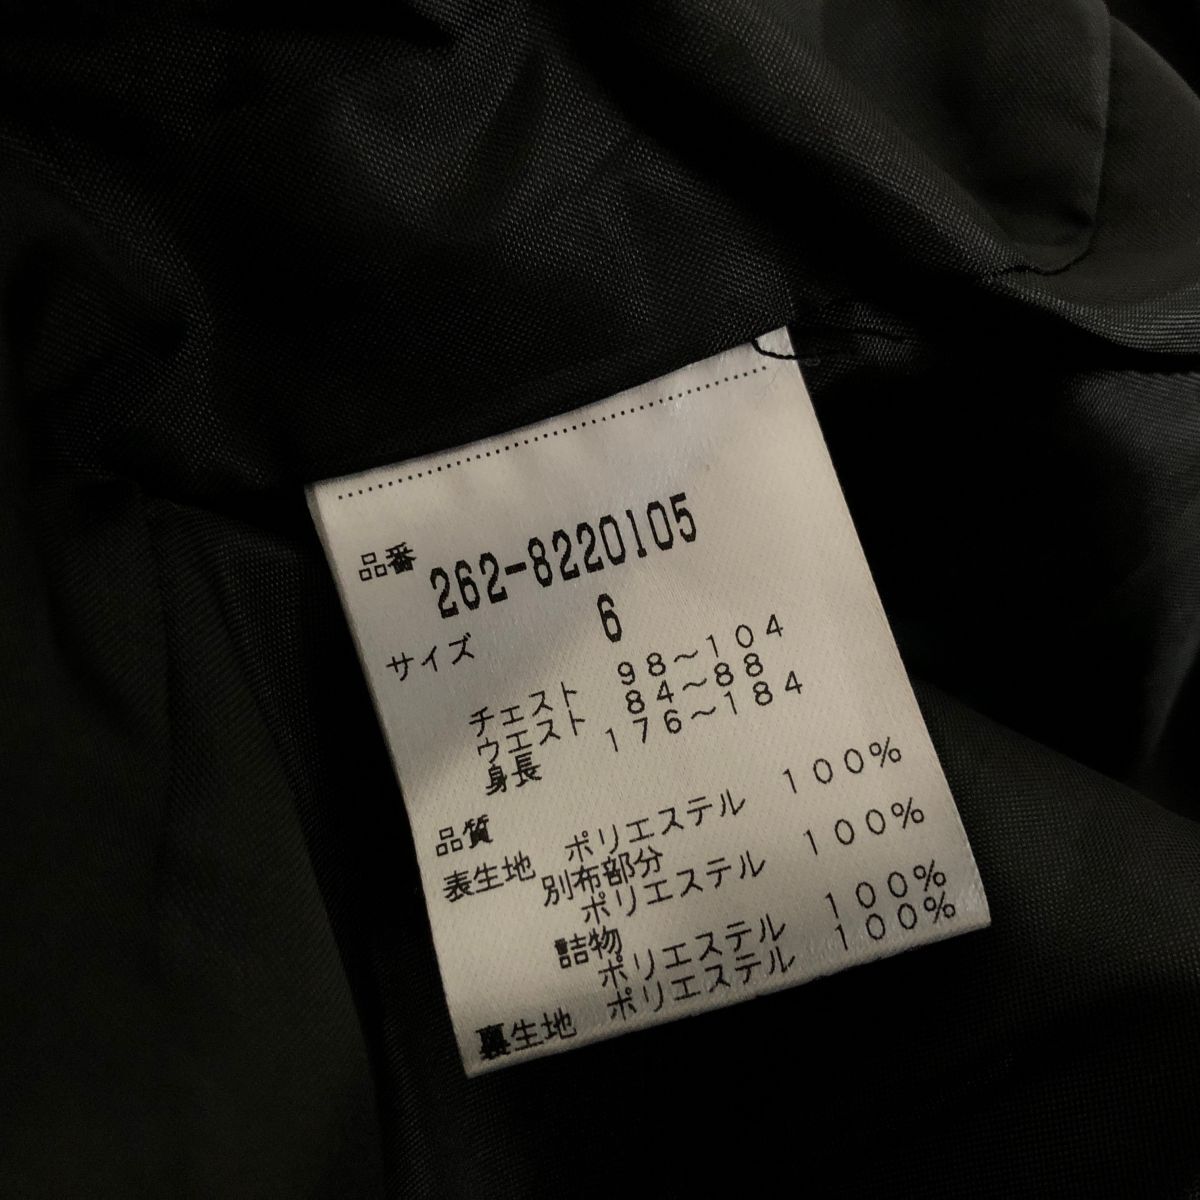 品番 262-8220105
サイズ 6
チェスト 98～104
ウエスト 84～88
身長 176～184
品質
表生地 ポリエステル 100%
別布部分
ポリエステル 100%
詰物
ポリエステル 100%
裏生地 ポリエステル 100%